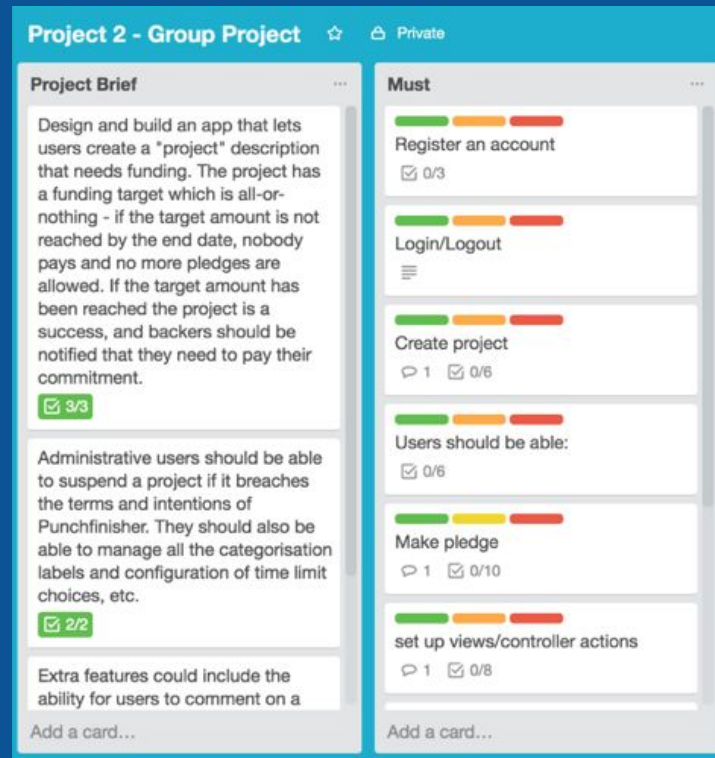 Project 2 - Group Project
Private
Project Brief
Design and build an app that lets
users create a "project" description
that needs funding. The project has
a funding target which is all-or-
nothing - if the target amount is not
reached by the end date, nobody
pays and no more pledges are
allowed. If the target amount has
been reached the project is a
success, and backers should be
notified that they need to pay their
commitment.
3/3
Administrative users should be able
to suspend a project if it breaches
the terms and intentions of
Punchfinisher. They should also be
able to manage all the categorisation
labels and configuration of time limit
choices, etc.
2/2
Extra features could include the
ability for users to comment on a
Add a card...
Must
Register an account
0/3
Login/Logout
Create project
1 0/6
Users should be able:
0/6
Make pledge
1 0/10
set up views/controller actions
1 0/8
Add a card...